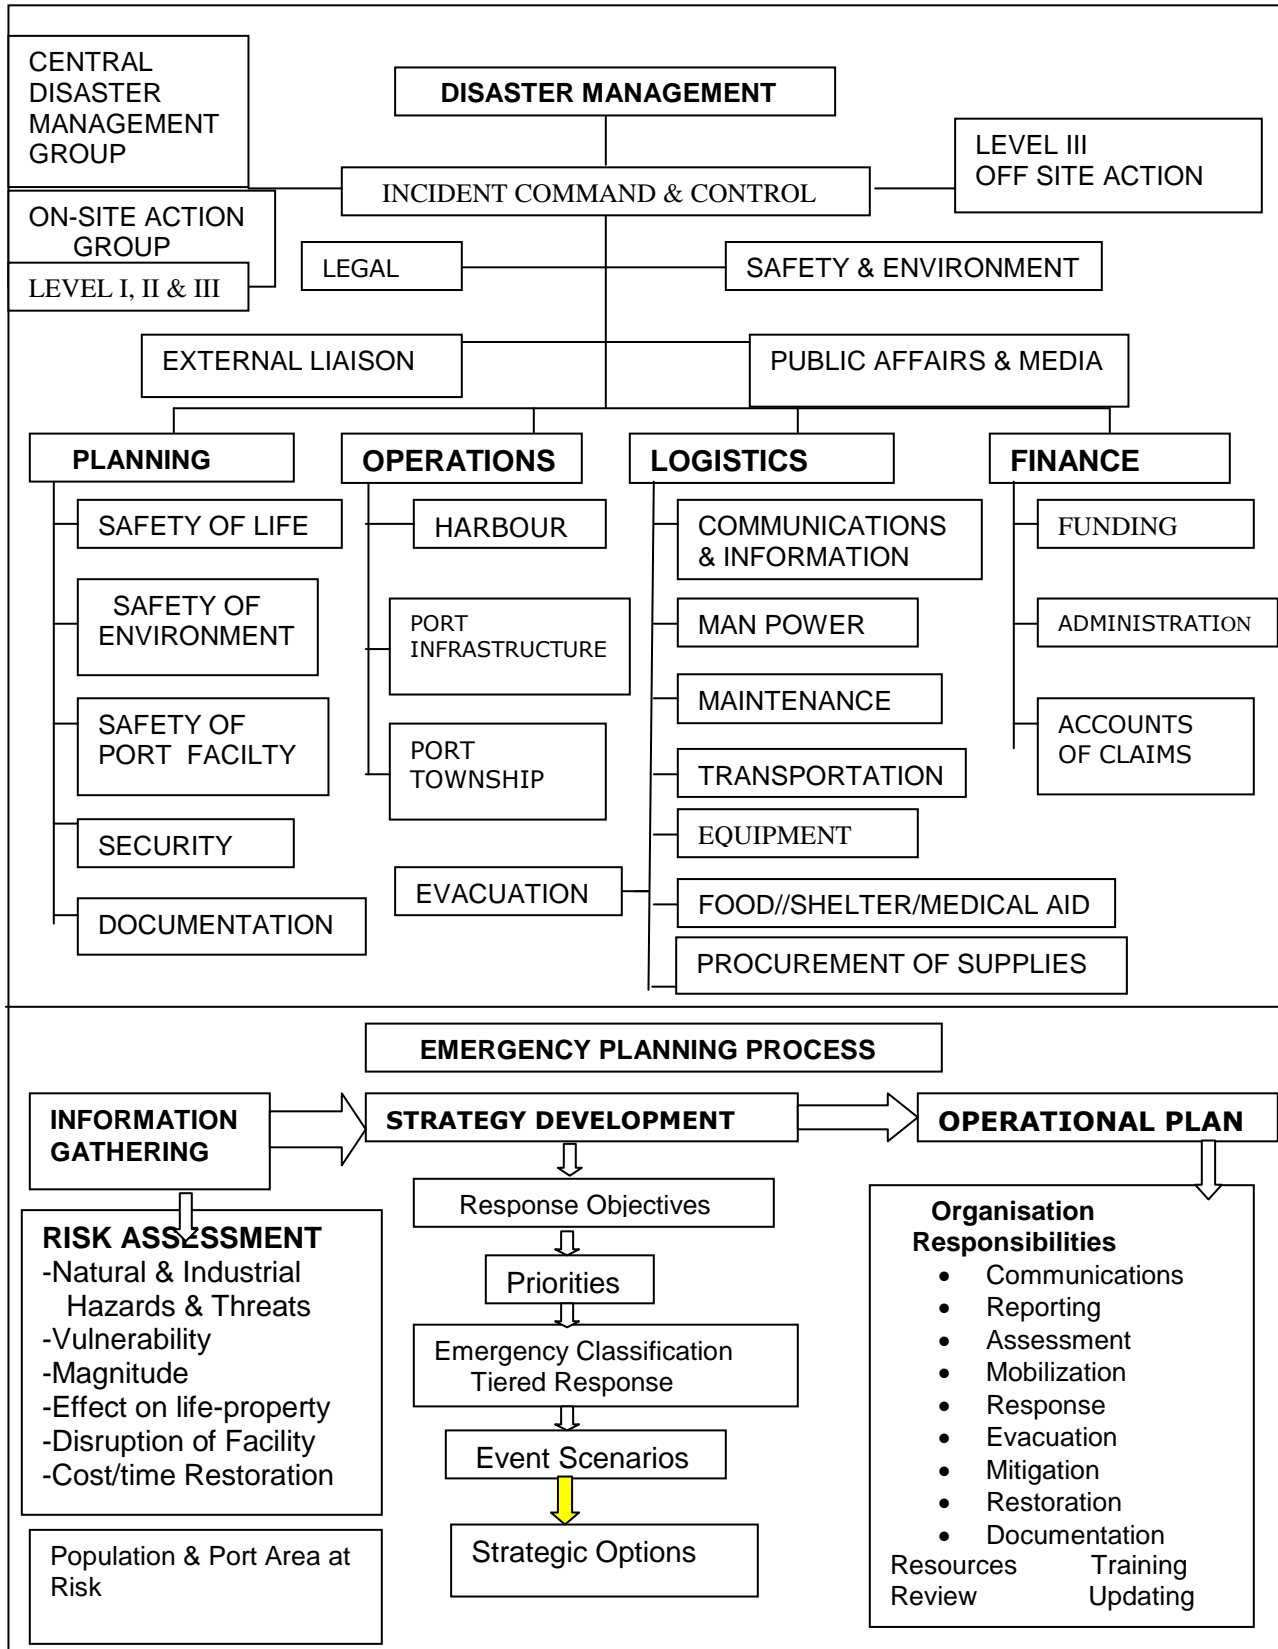 CENTRAL
DISASTER
MANAGEMENT
GROUP
DISASTER MANAGEMENT
LEVEL III
OFF SITE ACTION
INCIDENT COMMAND & CONTROL
ON-SITE ACTION
GROUP
LEVEL I, II & III
LEGAL
SAFETY & ENVIRONMENT
EXTERNAL LIAISON
PUBLIC AFFAIRS & MEDIA
PLANNING
SAFETY OF LIFE
SAFETY OF
ENVIRONMENT
SAFETY OF
PORT FACILTY
SECURITY
DOCUMENTATION
OPERATIONS
HARBOUR
PORT
INFRASTRUCTURE
PORT
TOWNSHIP
LOGISTICS
COMMUNICATIONS
& INFORMATION
MAN POWER
MAINTENANCE
TRANSPORTATION
EQUIPMENT
EVACUATION
FOOD//SHELTER/MEDICAL AID
PROCUREMENT OF SUPPLIES
FINANCE
FUNDING
ADMINISTRATION
ACCOUNTS
OF CLAIMS
EMERGENCY PLANNING PROCESS
INFORMATION
GATHERING
RISK ASSESSMENT
-Natural & Industrial
Hazards & Threats
-Vulnerability
-Magnitude
-Effect on life-property
-Disruption of Facility
-Cost/time Restoration
Population & Port Area at
Risk
STRATEGY DEVELOPMENT
Response Objectives
Priorities
Emergency Classification
Tiered Response
Event Scenarios
Strategic Options
OPERATIONAL PLAN
Organisation
Responsibilities
• Communications
• Reporting
• Assessment
• Mobilization
• Response
• Evacuation
• Mitigation
• Restoration
• Documentation
Resources Training
Review Updating